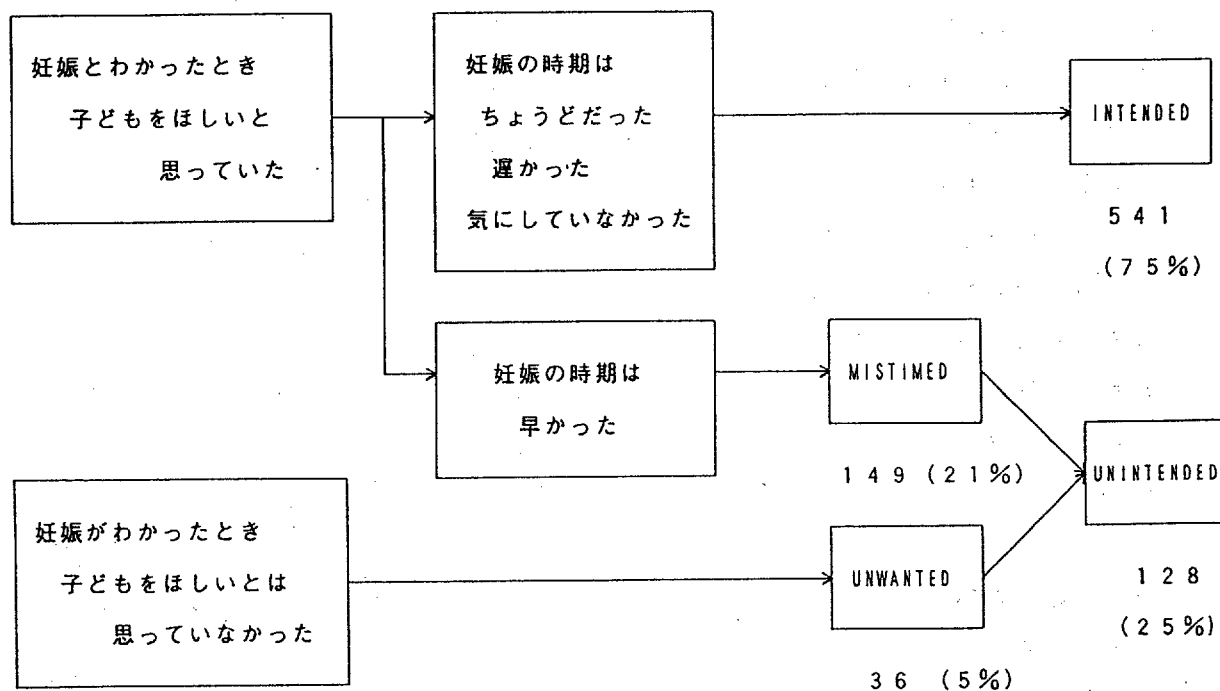 妊娠とわかったとき
子どもをほしいと
思っていた
妊娠の時期は
ちょうどだった
遅かった
気にしていなかった
INTENDED
541
(75%)
妊娠の時期は
早かった
MISTIMED
149 (21%)
妊娠がわかったとき
子どもをほしいとは
思っていなかった
UNWANTED
36 (5%)
UNINTENDED
128
(25%)